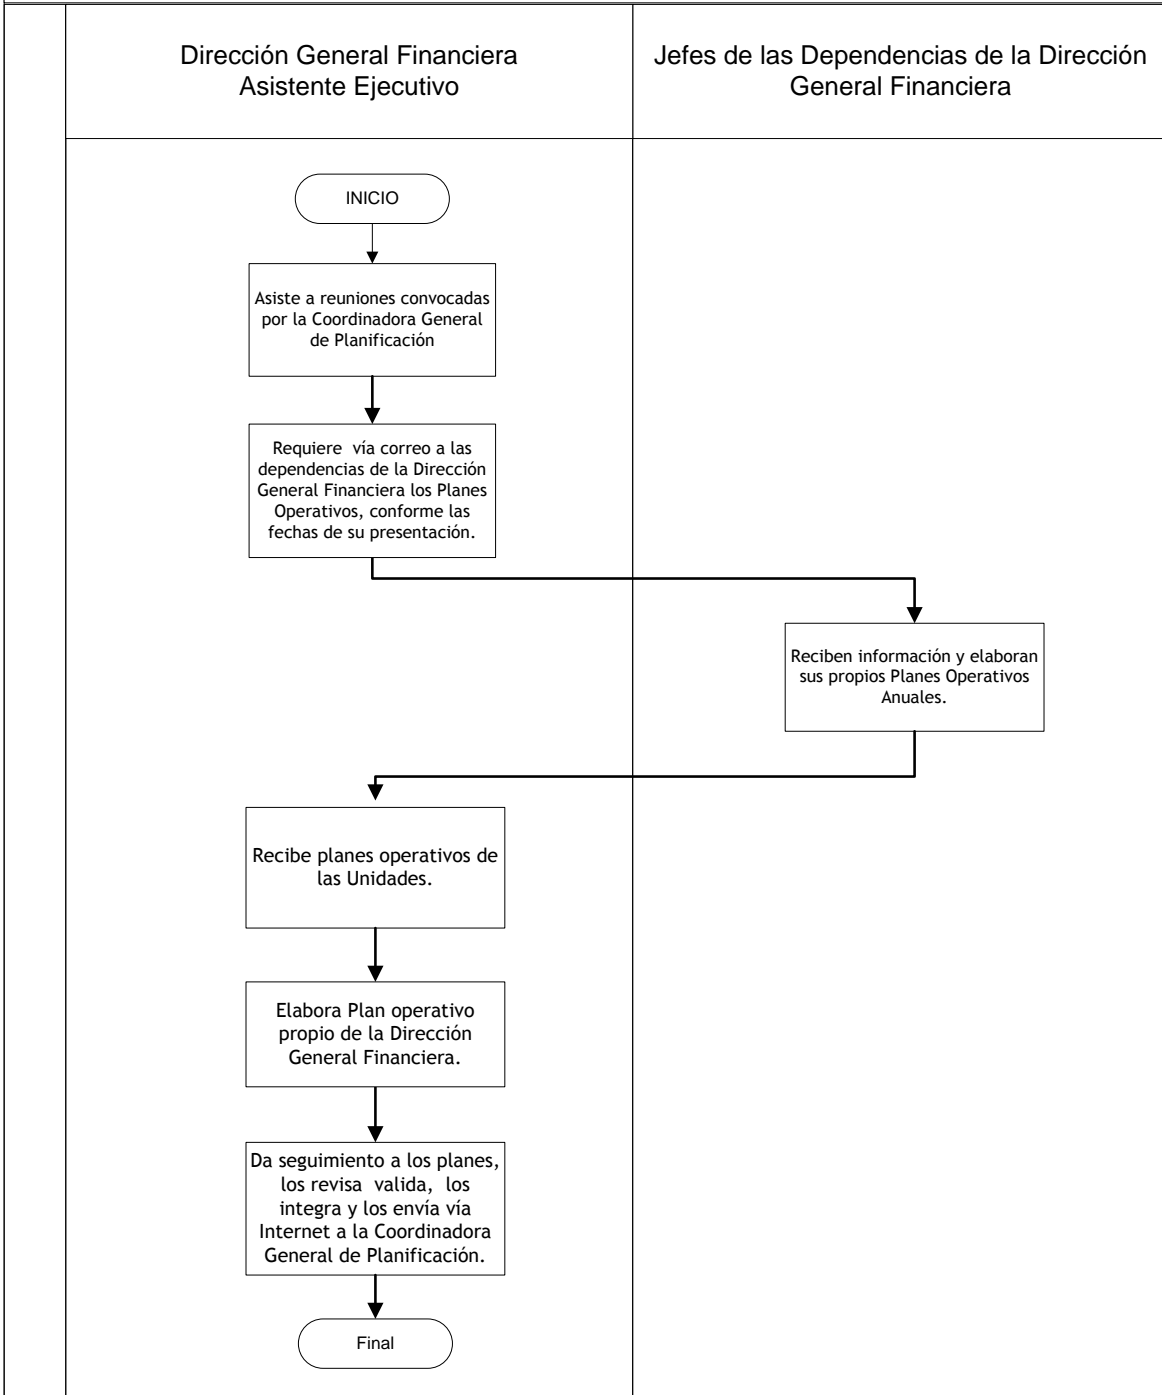 Dirección General Financiera
Asistente Ejecutivo
Jefes de las Dependencias de la Dirección
General Financiera
INICIO
Asiste a reuniones convocadas
por la Coordinadora General
de Planificación
Requiere vía correo a las
dependencias de la Dirección
General Financiera los Planes
Operativos, conforme las
fechas de su presentación.
Reciben información y elaboran
sus propios Planes Operativos
Anuales.
Recibe planes operativos de
las Unidades.
Elabora Plan operativo
propio de la Dirección
General Financiera.
Da seguimiento a los planes,
los revisa valida, los
integra y los envía vía
Internet a la Coordinadora
General de Planificación.
Final